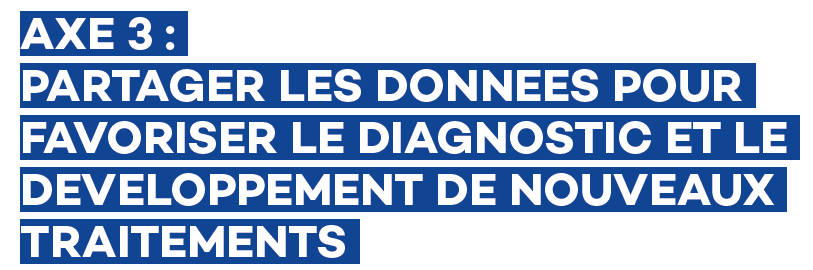 AXE 3 :
PARTAGER LES DONNEES POUR
FAVORISER LE DIAGNOSTIC ET LE
DEVELOPPEMENT DE NOUVEAUX
TRAITEMENTS